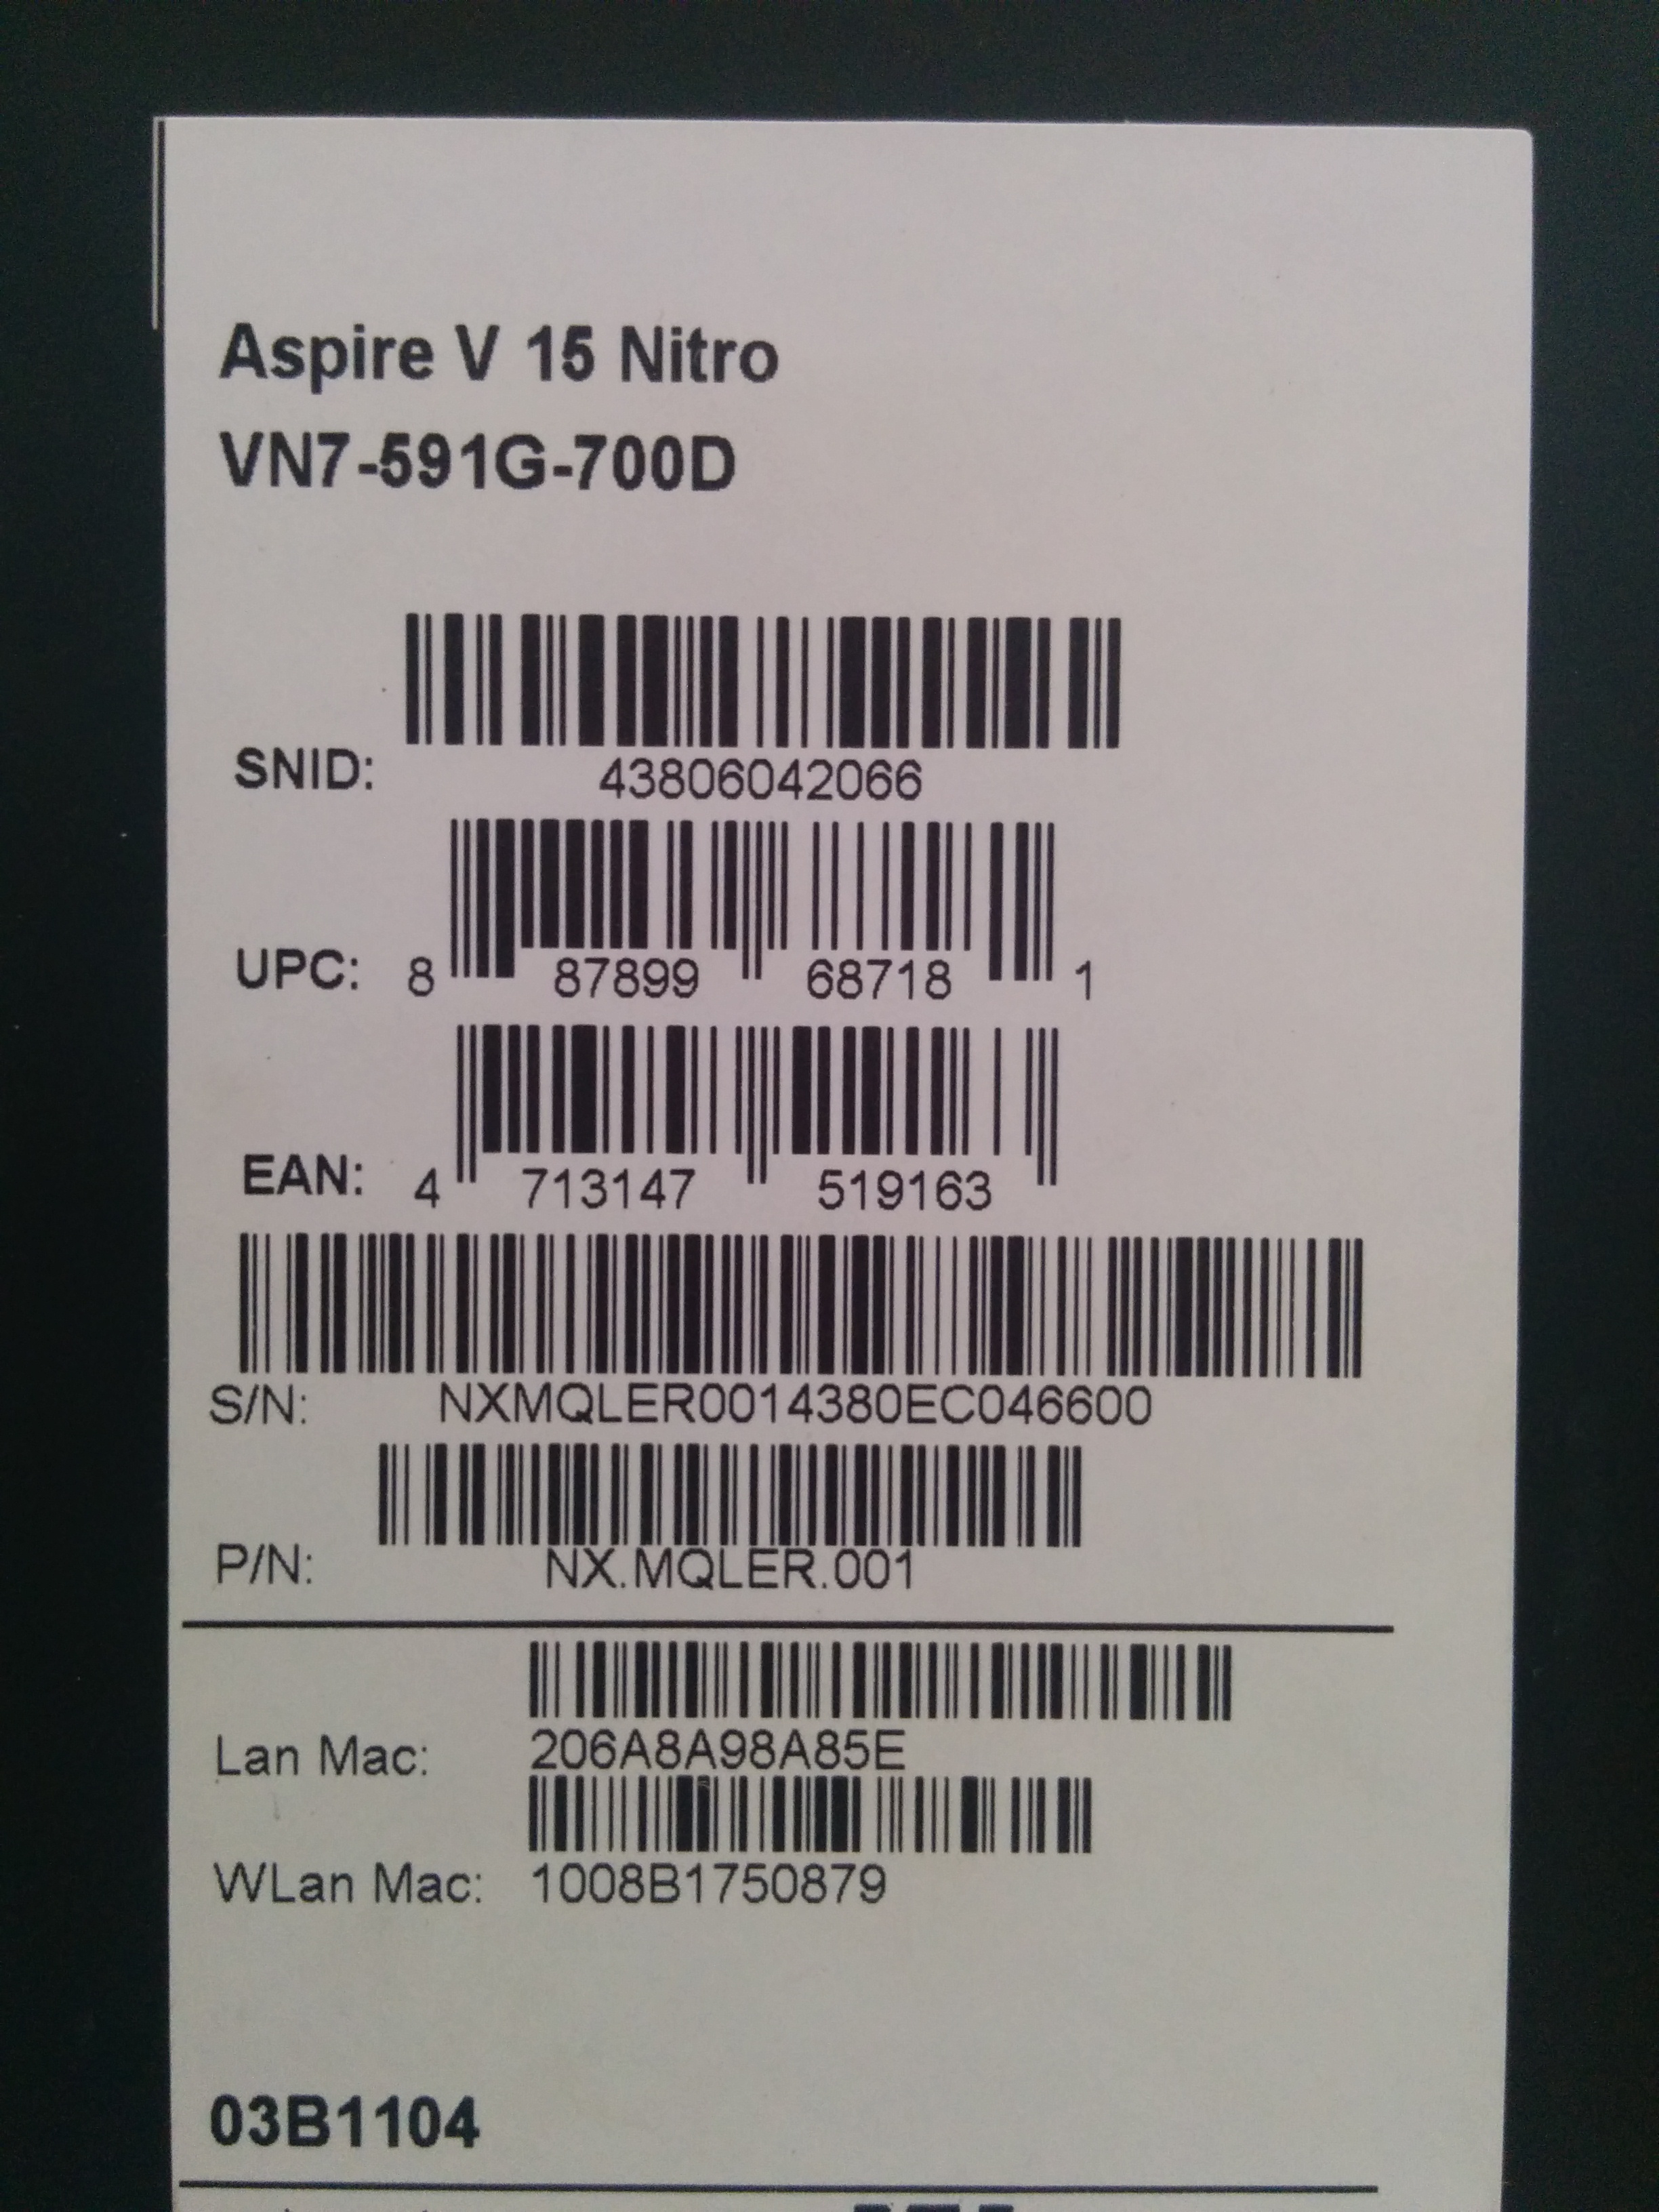 Aspire V 15 Nitro
VN7-591G-700D
SNID: 43806042066
UPC: 8 87899 68718 1
EAN: 4 713147 519163
S/N: NXMQLER0014380EC046600
P/N: NX.MQLER.001
Lan Mac: 206A8A98A85E
WLan Mac: 1008B1750879
03B1104